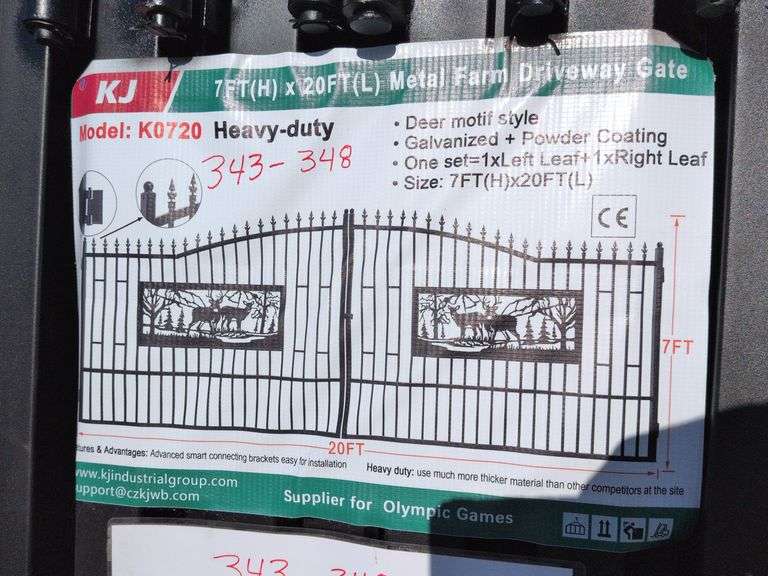 KJ
7FT(H) x 20FT(L) Metal Farm Driveway Gate
Model: K0720 Heavy-duty
343-348
• Deer motif style
• Galvanized + Powder Coating
• One set=1xLeft Leaf+1xRight Leaf
• Size: 7FT(H)x20FT(L)
CE
7FT
20FT
tures & Advantages: Advanced smart connecting brackets easy for installation
Heavy duty: use much more thicker material than other competitors at the site
www.kjindustrialgroup.com
upport@czkjwb.com
Supplier for Olympic Games
343-348